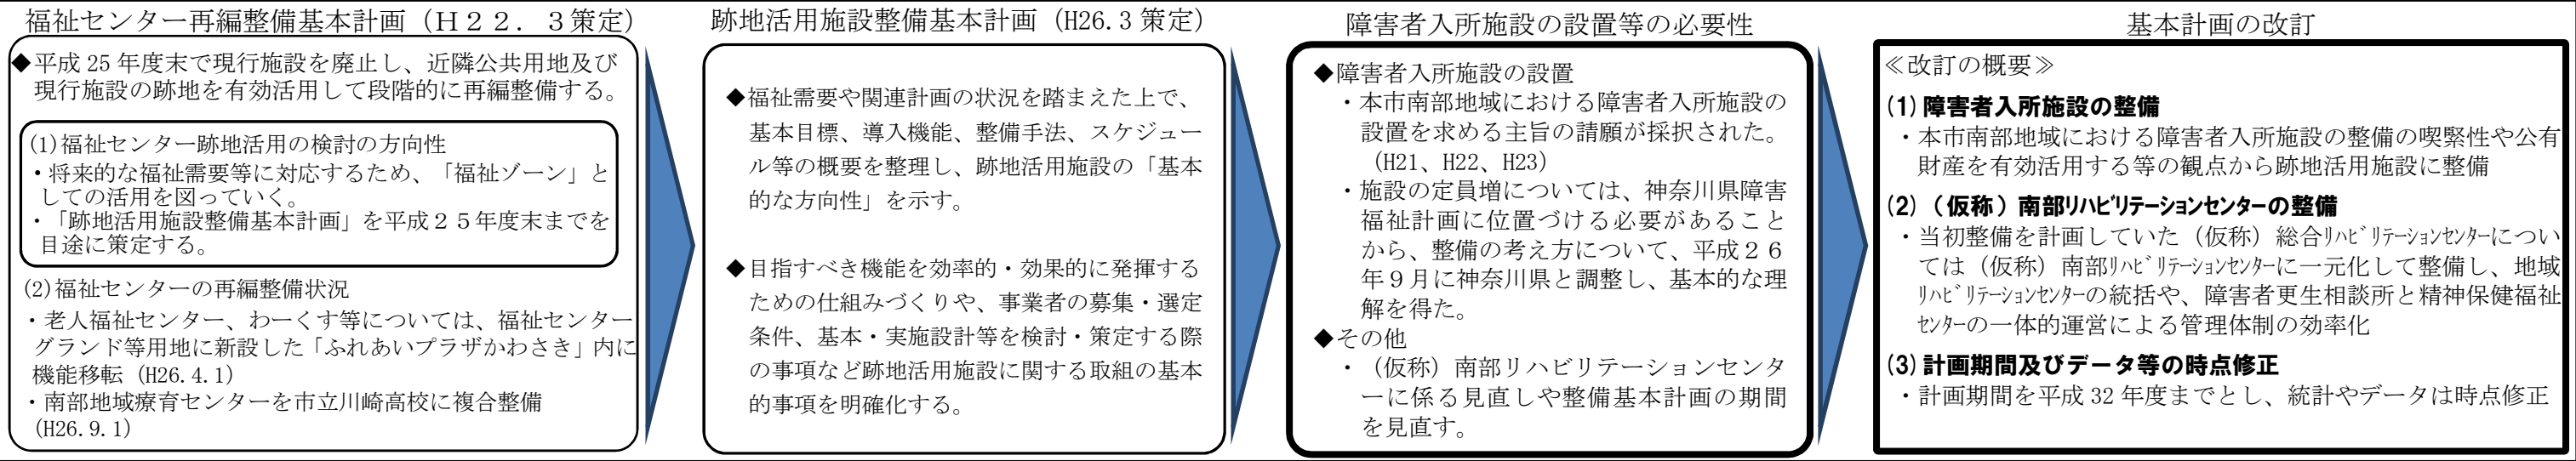 福祉センター再編整備基本計画（Ｈ２２．３策定）
◆平成 25 年度末で現行施設を廃止し、近隣公共用地及び
現行施設の跡地を有効活用して段階的に再編整備する。
(1)福祉センター跡地活用の検討の方向性
・将来的な福祉需要等に対応するため、「福祉ゾーン」と
しての活用を図っていく。
・「跡地活用施設整備基本計画」を平成２５年度末までを
目途に策定する。
(2)福祉センターの再編整備状況
・老人福祉センター、わーくす等については、福祉センター
グランド等用地に新設した「ふれあいプラザかわさき」内に
機能移転（H26.4.1）
・南部地域療育センターを市立川崎高校に複合整備
（H26.9.1）
跡地活用施設整備基本計画（H26.3 策定）
◆福祉需要や関連計画の状況を踏まえた上で、
基本目標、導入機能、整備手法、スケジュー
ル等の概要を整理し、跡地活用施設の「基本
的な方向性」を示す。
◆目指すべき機能を効率的・効果的に発揮する
ための仕組みづくりや、事業者の募集・選定
条件、基本・実施設計等を検討・策定する際
の事項など跡地活用施設に関する取組の基本
的事項を明確化する。
障害者入所施設の設置等の必要性
◆障害者入所施設の設置
・本市南部地域における障害者入所施設の
設置を求める主旨の請願が採択された。
（H21、H22、H23）
・施設の定員増については、神奈川県障害
福祉計画に位置づける必要があること
から、整備の考え方について、平成２６
年９月に神奈川県と調整し、基本的な理
解を得た。
◆その他
・（仮称）南部リハビリテーションセンタ
ーに係る見直しや整備基本計画の期間
を見直す。
基本計画の改訂
≪改訂の概要≫
(1)障害者入所施設の整備
・本市南部地域における障害者入所施設の整備の喫緊性や公有
財産を有効活用する等の観点から跡地活用施設に整備
(2)（仮称）南部ﾘﾊﾋﾞﾘﾃｰｼｮﾝｾﾝﾀｰの整備
・当初整備を計画していた（仮称）総合ﾘﾊﾋﾞﾘﾃｰｼｮﾝｾﾝﾀｰについ
ては（仮称）南部ﾘﾊﾋﾞﾘﾃｰｼｮﾝｾﾝﾀｰに一元化して整備し、地域
ﾘﾊﾋﾞﾘﾃｰｼｮﾝｾﾝﾀｰの統括や、障害者更生相談所と精神保健福祉
ｾﾝﾀｰの一体的運営による管理体制の効率化
(3)計画期間及びデータ等の時点修正
・計画期間を平成 32 年度までとし、統計やデータは時点修正